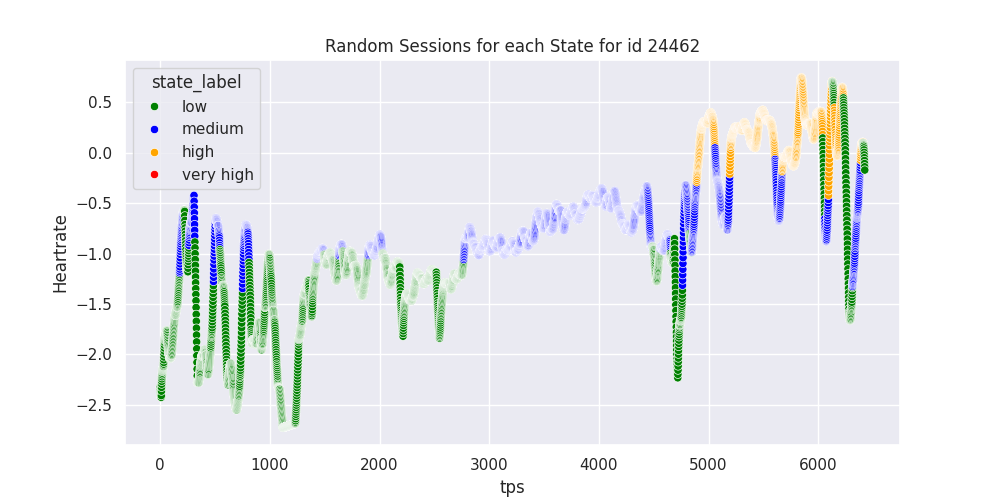 Random Sessions for each State for id 24462
state_label
low
medium
high
very high
Heartrate
0.5
0.0
−0.5
−1.0
−1.5
−2.0
−2.5
0 1000 2000 3000 4000 5000 6000
tps